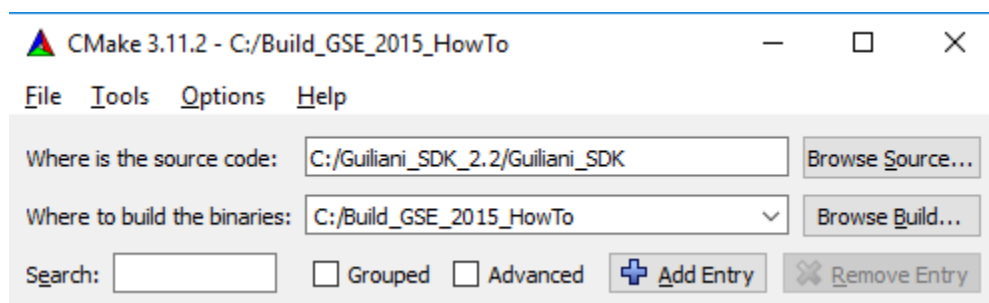 CMake 3.11.2 - C:/Build_GSE_2015_HowTo
File Tools Options Help
Where is the source code: C:/Guiliani_SDK_2.2/Guiliani_SDK Browse Source...
Where to build the binaries: C:/Build_GSE_2015_HowTo Browse Build...
Search: Grouped Advanced Add Entry Remove Entry